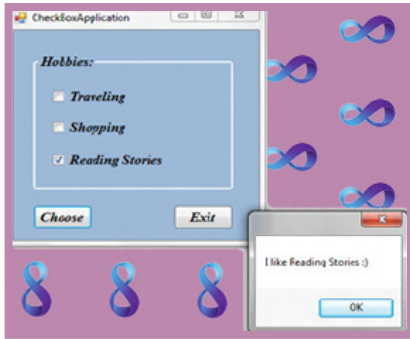 CheckBoxApplication
Hobbies:
Traveling
Shopping
Reading Stories
Choose
Exit
I like Reading Stories :)
OK